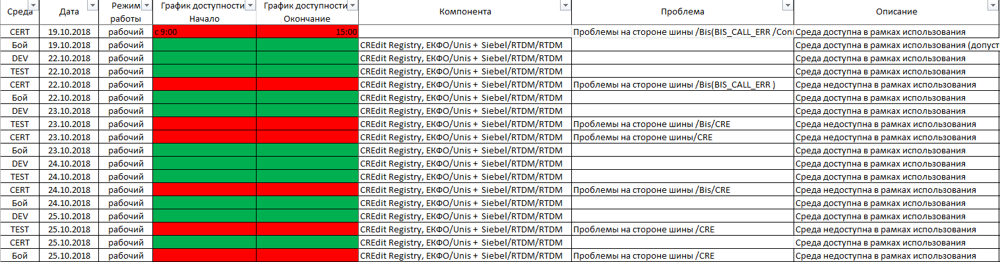 Среда Дата Режим работы График доступности Начало График доступности Окончание Компонента Проблема Описание
CERT 19.10.2018 рабочий с 9:00 15:00 Проблемы на стороне шины /Bis(BIS_CALL_ERR /Con Среда доступна в рамках использования
Бой 19.10.2018 рабочий CREdit Registry, ЕКФО/Unis + Siebel/RTDM/RTDM Среда доступна в рамках использования (допуст
DEV 22.10.2018 рабочий CREdit Registry, ЕКФО/Unis + Siebel/RTDM/RTDM Среда доступна в рамках использования
TEST 22.10.2018 рабочий CREdit Registry, ЕКФО/Unis + Siebel/RTDM/RTDM Среда доступна в рамках использования
CERT 22.10.2018 рабочий CREdit Registry, ЕКФО/Unis + Siebel/RTDM/RTDM Проблемы на стороне шины /Bis(BIS_CALL_ERR ) Среда недоступна в рамках использования
Бой 22.10.2018 рабочий CREdit Registry, ЕКФО/Unis + Siebel/RTDM/RTDM Среда доступна в рамках использования
DEV 23.10.2018 рабочий CREdit Registry, ЕКФО/Unis + Siebel/RTDM/RTDM Среда доступна в рамках использования
TEST 23.10.2018 рабочий CREdit Registry, ЕКФО/Unis + Siebel/RTDM/RTDM Проблемы на стороне шины /Bis/CRE Среда недоступна в рамках использования
CERT 23.10.2018 рабочий CREdit Registry, ЕКФО/Unis + Siebel/RTDM/RTDM Проблемы на стороне шины/CRE Среда недоступна в рамках использования
Бой 23.10.2018 рабочий CREdit Registry, ЕКФО/Unis + Siebel/RTDM/RTDM Среда доступна в рамках использования
DEV 24.10.2018 рабочий CREdit Registry, ЕКФО/Unis + Siebel/RTDM/RTDM Среда доступна в рамках использования
TEST 24.10.2018 рабочий CREdit Registry, ЕКФО/Unis + Siebel/RTDM/RTDM Среда доступна в рамках использования
CERT 24.10.2018 рабочий CREdit Registry, ЕКФО/Unis + Siebel/RTDM/RTDM Проблемы на стороне шины /Bis/CRE Среда недоступна в рамках использования
Бой 24.10.2018 рабочий CREdit Registry, ЕКФО/Unis + Siebel/RTDM/RTDM Среда доступна в рамках использования
DEV 25.10.2018 рабочий CREdit Registry, ЕКФО/Unis + Siebel/RTDM/RTDM Среда доступна в рамках использования
TEST 25.10.2018 рабочий CREdit Registry, ЕКФО/Unis + Siebel/RTDM/RTDM Проблемы на стороне шины /CRE Среда недоступна в рамках использования
CERT 25.10.2018 рабочий CREdit Registry, ЕКФО/Unis + Siebel/RTDM/RTDM Среда доступна в рамках использования
Бой 25.10.2018 рабочий CREdit Registry, ЕКФО/Unis + Siebel/RTDM/RTDM Проблемы на стороне шины /CRE Среда недоступна в рамках использования